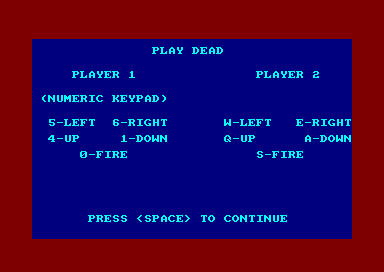 PLAY DEAD
PLAYER 1 PLAYER 2
(NUMERIC KEYPAD)
5-LEFT 6-RIGHT W-LEFT E-RIGHT
4-UP 1-DOWN Q-UP A-DOWN
0-FIRE S-FIRE
PRESS <SPACE> TO CONTINUE